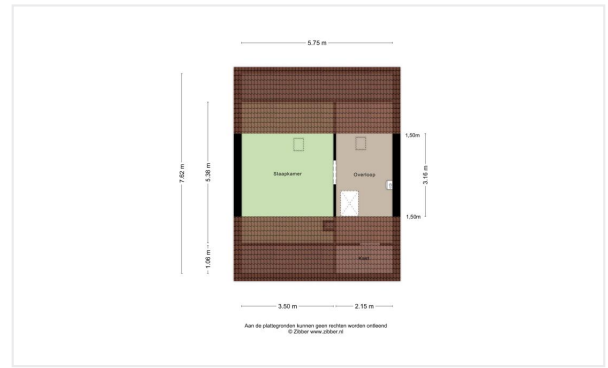 5.75 m
1,50m
7.62 m
5.38 m
Slaapkamer
Overloop
3.16 m
1,50m
1.06 m
Kast
3.50 m
2.15 m
Aan de plattegronden kunnen geen rechten worden ontleend
© Zibber www.zibber.nl